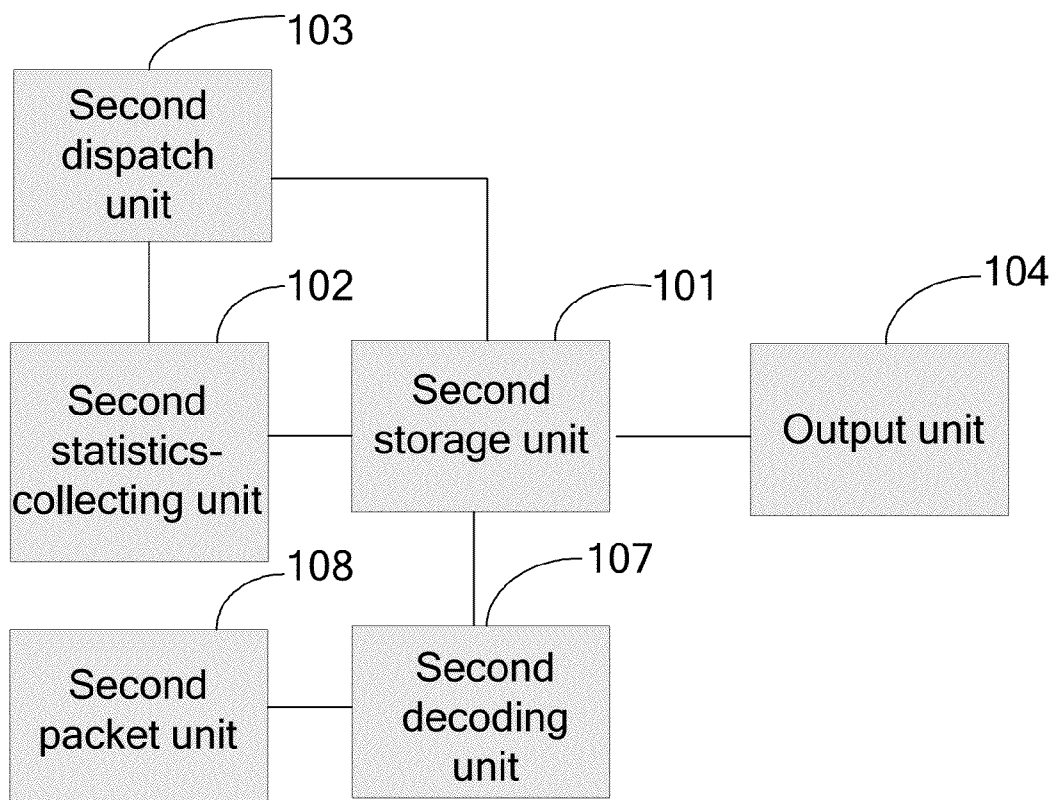 103
Second
dispatch
unit
102
101
104
Second
statistics-
collecting unit
Second
storage unit
Output unit
108
107
Second
packet unit
Second
decoding
unit